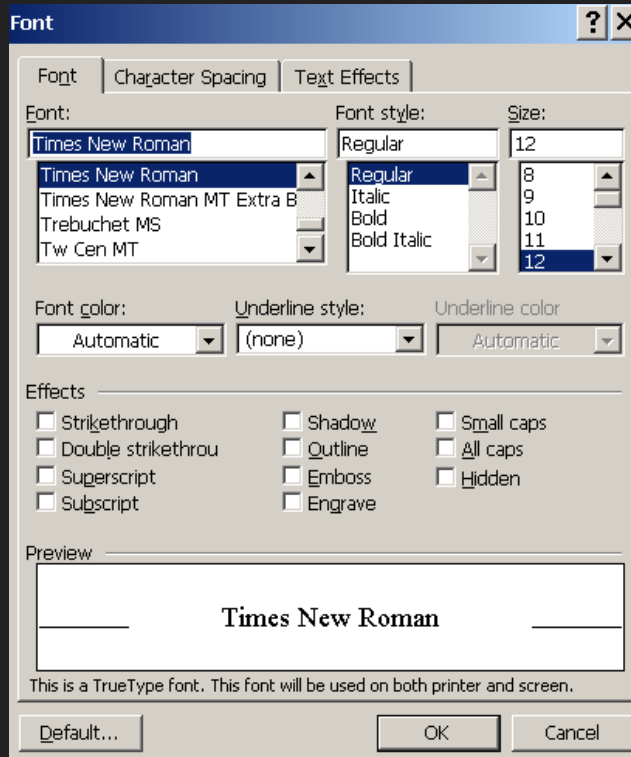 Font
Font Character Spacing Text Effects
Font: Font style: Size:
Times New Roman Regular 12
Times New Roman Regular 8
Times New Roman MT Extra B Italic 9
Trebuchet MS Bold 10
Tw Cen MT Bold Italic 11
12
Font color: Underline style: Underline color
Automatic (none) Automatic
Effects
Strikethrough Shadow Small caps
Double strikethrou Outline All caps
Superscript Emboss Hidden
Subscript Engrave
Preview
Times New Roman
This is a TrueType font. This font will be used on both printer and screen.
Default... OK Cancel